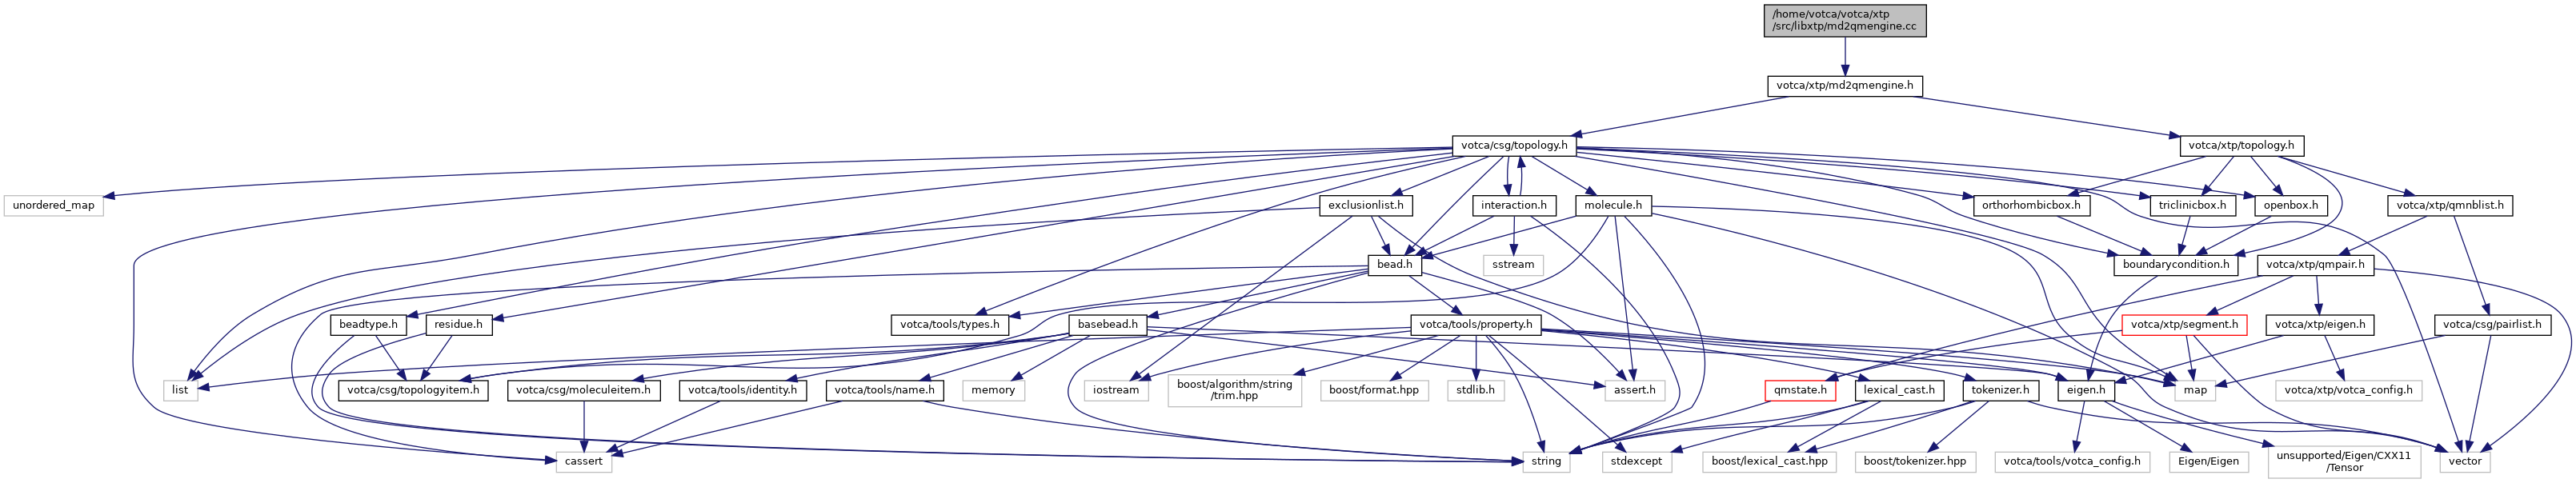 /home/votca/votca/xtp
/src/libxtp/md2qmengine.cc
votca/xtp/md2qmengine.h
votca/csg/topology.h
votca/xtp/topology.h
unordered_map
exclusionlist.h
interaction.h
molecule.h
orthorhombicbox.h
triclinicbox.h
openbox.h
votca/xtp/qmnblist.h
bead.h
sstream
boundarycondition.h
votca/xtp/qmpair.h
beadtype.h
residue.h
votca/tools/types.h
basebead.h
votca/tools/property.h
votca/xtp/segment.h
votca/xtp/eigen.h
votca/csg/pairlist.h
list
votca/csg/topologyitem.h
votca/csg/moleculeitem.h
votca/tools/identity.h
votca/tools/name.h
memory
iostream
boost/algorithm/string
/trim.hpp
boost/format.hpp
stdlib.h
assert.h
qmstate.h
lexical_cast.h
tokenizer.h
eigen.h
map
votca/xtp/votca_config.h
cassert
string
stdexcept
boost/lexical_cast.hpp
boost/tokenizer.hpp
votca/tools/votca_config.h
Eigen/Eigen
unsupported/Eigen/CXX11
/Tensor
vector